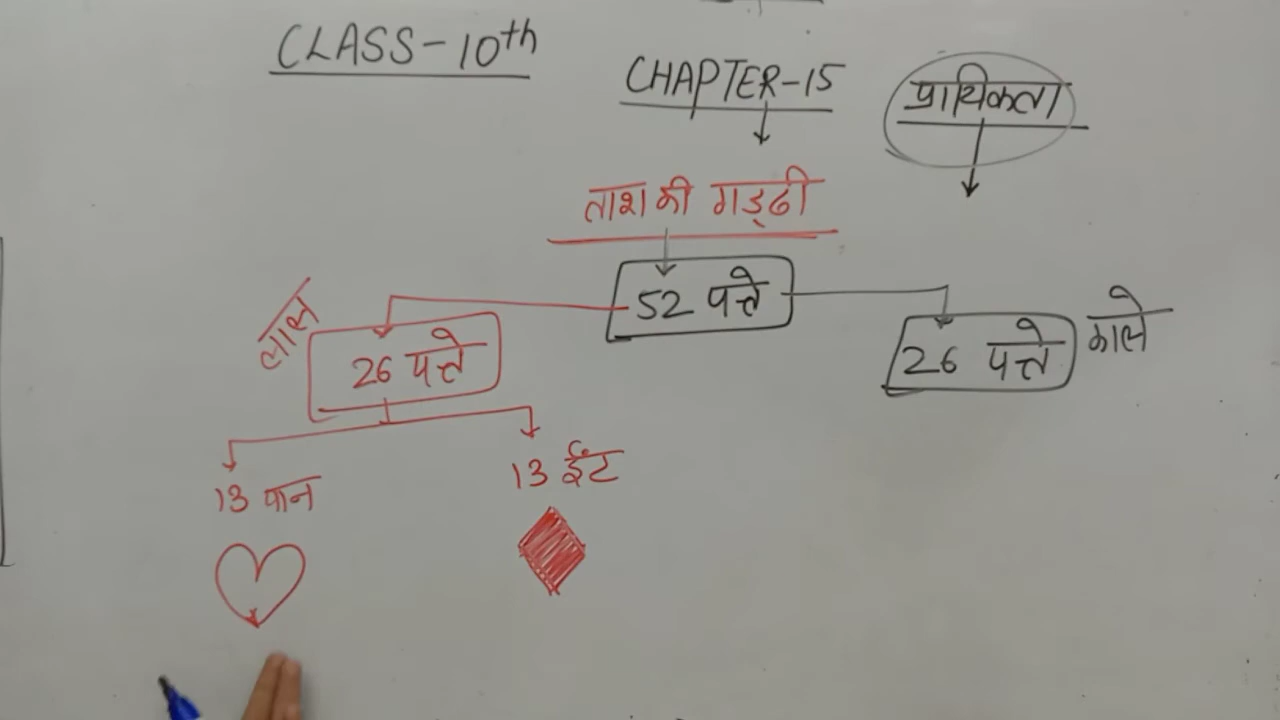 CLASS-10th
CHAPTER-15
प्रायिकता
ताश की गड्ढी
52 पत्ते
लाल
26 पत्ते
26 पत्ते
काले
13 पान
13 ईंट